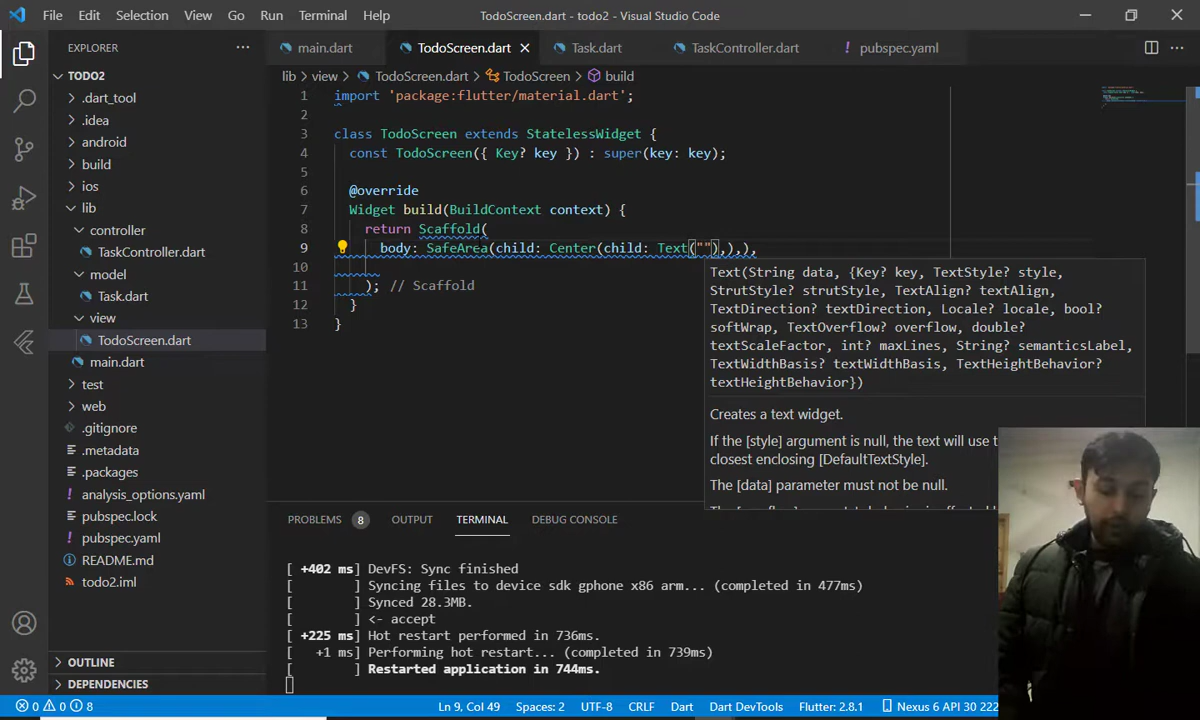 File Edit Selection View Go Run Terminal Help TodoScreen.dart - todo2 - Visual Studio Code
EXPLORER
main.dart TodoScreen.dart Task.dart TaskController.dart ! pubspec.yaml
lib > view > TodoScreen.dart > TodoScreen > build
TODO2
.dart_tool
.idea
android
build
ios
lib
controller
TaskController.dart
model
Task.dart
view
TodoScreen.dart
main.dart
test
web
.gitignore
.metadata
.packages
! analysis_options.yaml
pubspec.lock
! pubspec.yaml
README.md
todo2.iml
OUTLINE
DEPENDENCIES
1 import 'package:flutter/material.dart';
2
3 class TodoScreen extends StatelessWidget {
4 const TodoScreen({ Key? key }) : super(key: key);
5
6 @override
7 Widget build(BuildContext context) {
8 return Scaffold(
9 body: SafeArea(child: Center(child: Text(""),),),
10
11 ); // Scaffold
12 }
13 }
Text(String data, {Key? key, TextStyle? style,
StrutStyle? strutStyle, TextAlign? textAlign,
TextDirection? textDirection, Locale? locale, bool?
softWrap, TextOverflow? overflow, double?
textScaleFactor, int? maxLines, String? semanticsLabel,
TextWidthBasis? textWidthBasis, TextHeightBehavior?
textHeightBehavior})
Creates a text widget.
If the [style] argument is null, the text will use t
closest enclosing [DefaultTextStyle].
The [data] parameter must not be null.
PROBLEMS 8 OUTPUT TERMINAL DEBUG CONSOLE
[ +402 ms] DevFS: Sync finished
[ ] Syncing files to device sdk gphone x86 arm... (completed in 477ms)
[ ] Synced 28.3MB.
[ ] <- accept
[ +225 ms] Hot restart performed in 736ms.
[ +1 ms] Performing hot restart... (completed in 739ms)
[ ] Restarted application in 744ms.
0 0 8 Ln 9, Col 49 Spaces: 2 UTF-8 CRLF Dart Dart DevTools Flutter: 2.8.1 Nexus 6 API 30 222